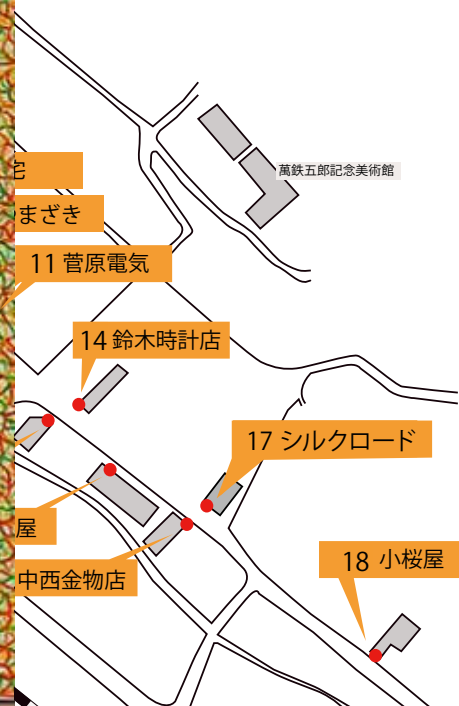 萬鉄五郎記念美術館
宅
まざき
11 菅原電気
14 鈴木時計店
17 シルクロード
屋
中西金物店
18 小桜屋